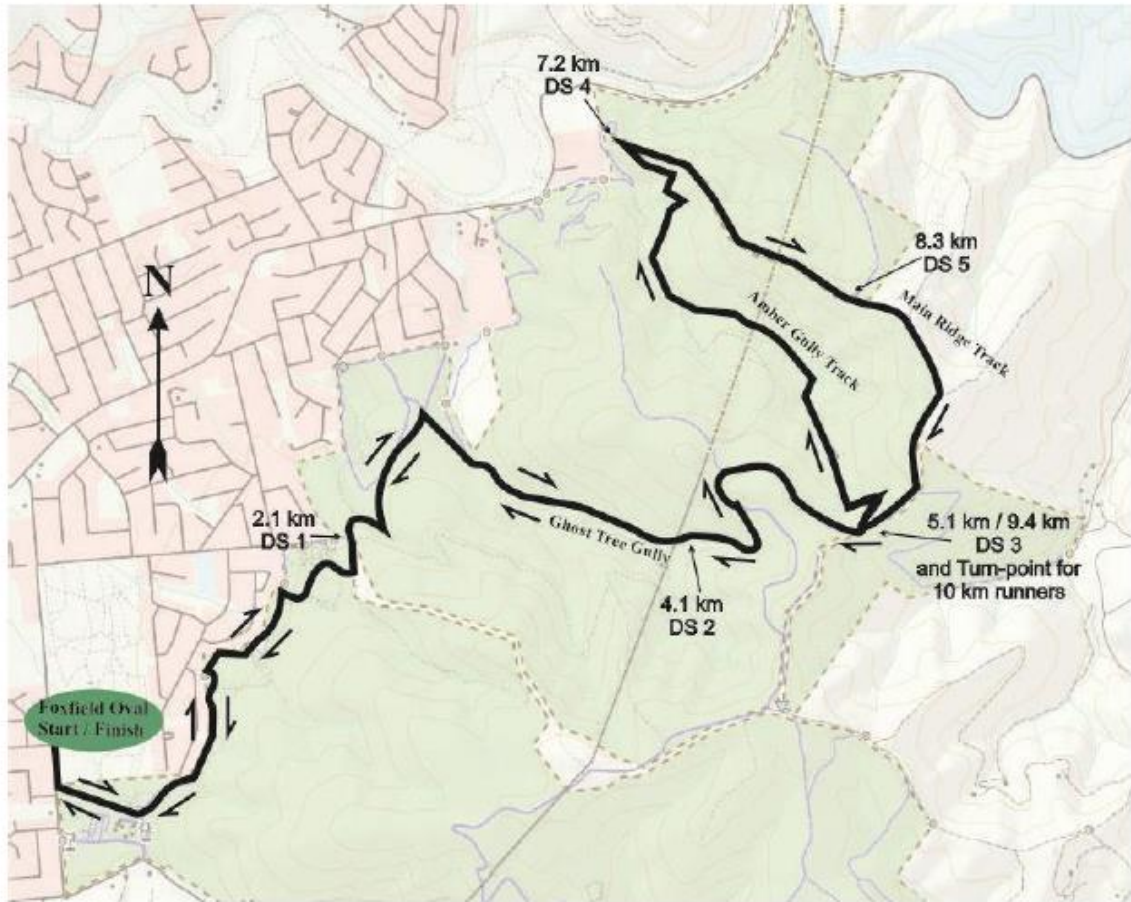 7.2 km
DS 4
N
8.3 km
DS 5
Main Ridge Track
Amber Gully Track
2.1 km
DS 1
Ghost Tree Gully
5.1 km / 9.4 km
DS 3
and Turn-point for
10 km runners
4.1 km
DS 2
Foxfield Oval
Start / Finish